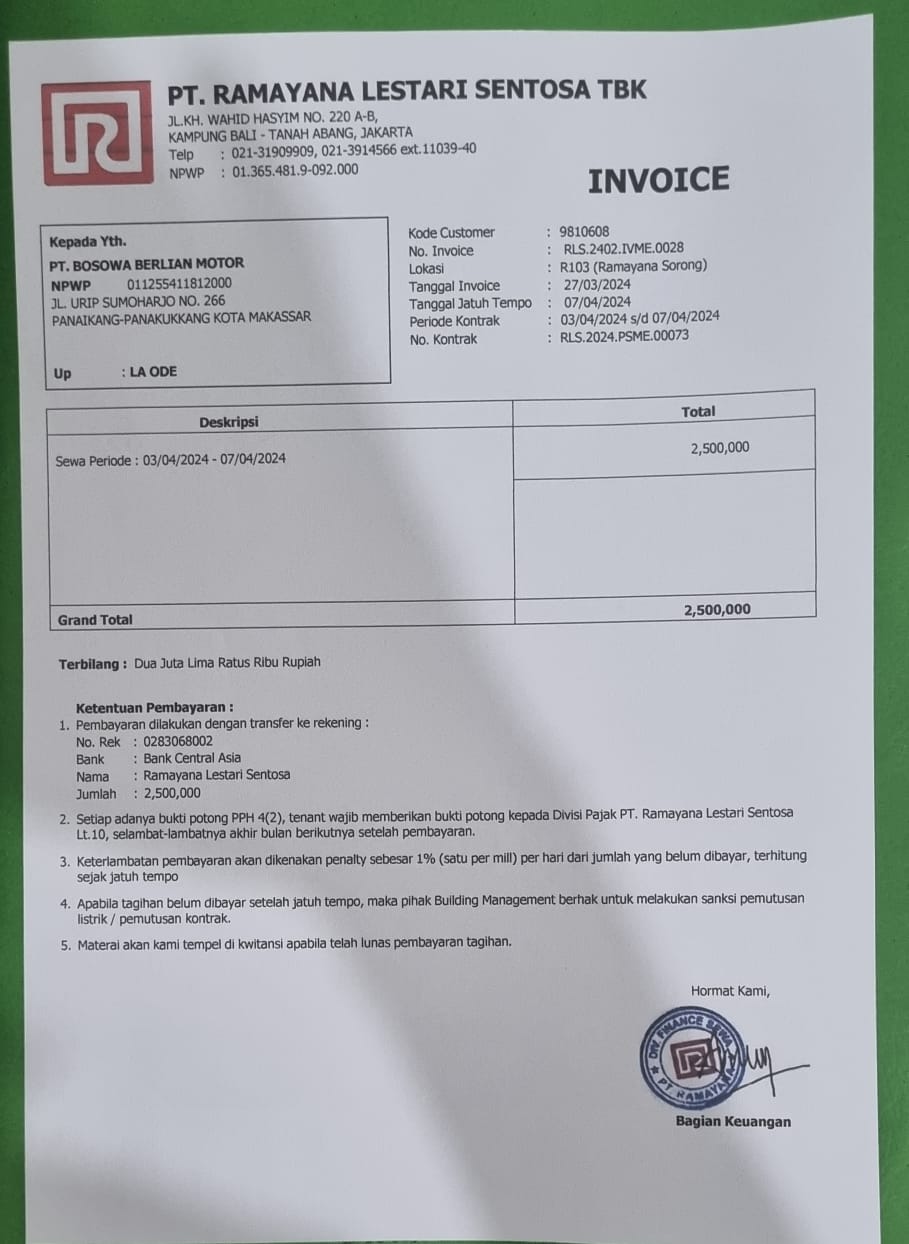 PT. RAMAYANA LESTARI SENTOSA TBK
JL.KH. WAHID HASYIM NO. 220 A-B,
KAMPUNG BALI - TANAH ABANG, JAKARTA
Telp : 021-31909909, 021-3914566 ext.11039-40
NPWP : 01.365.481.9-092.000
INVOICE
Kepada Yth.
PT. BOSOWA BERLIAN MOTOR
NPWP 011255411812000
JL. URIP SUMOHARJO NO. 266
PANAIKANG-PANAKUKKANG KOTA MAKASSAR
Up : LA ODE
Kode Customer : 9810608
No. Invoice : RLS.2402.IVME.0028
Lokasi : R103 (Ramayana Sorong)
Tanggal Invoice : 27/03/2024
Tanggal Jatuh Tempo : 07/04/2024
Periode Kontrak : 03/04/2024 s/d 07/04/2024
No. Kontrak : RLS.2024.PSME.00073
Deskripsi Total
Sewa Periode : 03/04/2024 - 07/04/2024 2,500,000
Grand Total 2,500,000
Terbilang : Dua Juta Lima Ratus Ribu Rupiah
Ketentuan Pembayaran :
1. Pembayaran dilakukan dengan transfer ke rekening :
No. Rek : 0283068002
Bank : Bank Central Asia
Nama : Ramayana Lestari Sentosa
Jumlah : 2,500,000
2. Setiap adanya bukti potong PPH 4(2), tenant wajib memberikan bukti potong kepada Divisi Pajak PT. Ramayana Lestari Sentosa
Lt.10, selambat-lambatnya akhir bulan berikutnya setelah pembayaran.
3. Keterlambatan pembayaran akan dikenakan penalty sebesar 1% (satu per mill) per hari dari jumlah yang belum dibayar, terhitung
sejak jatuh tempo
4. Apabila tagihan belum dibayar setelah jatuh tempo, maka pihak Building Management berhak untuk melakukan sanksi pemutusan
listrik / pemutusan kontrak.
5. Materai akan kami tempel di kwitansi apabila telah lunas pembayaran tagihan.
Hormat Kami,
DIV. FINANCE
PT RAMAYANA
Bagian Keuangan